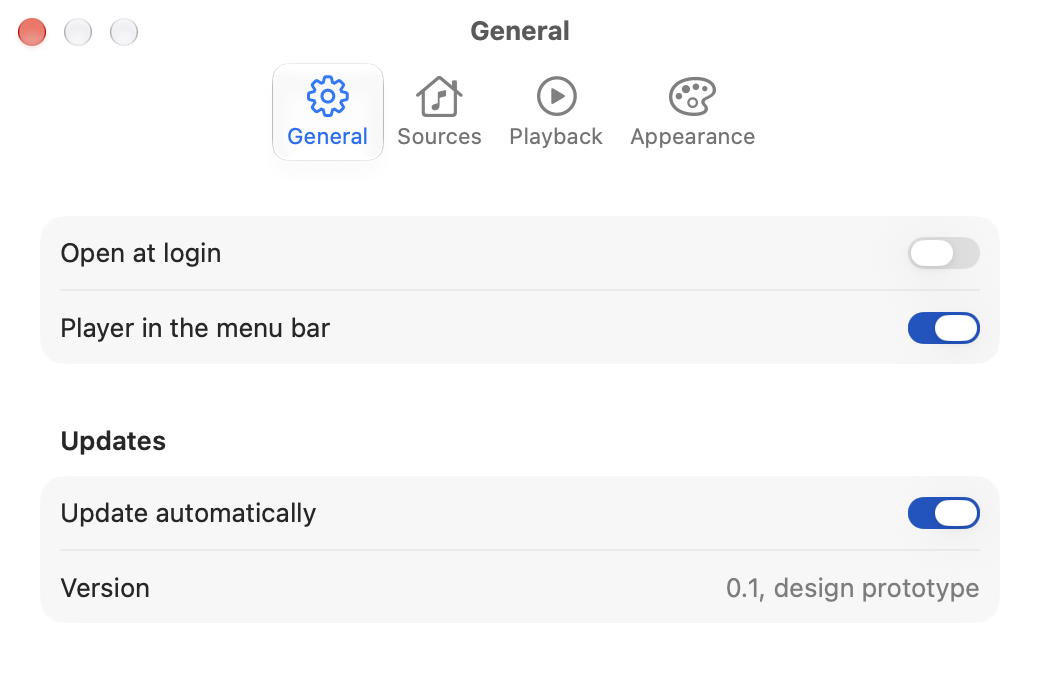 General
General Sources Playback Appearance
Open at login
Player in the menu bar
Updates
Update automatically
Version 0.1, design prototype